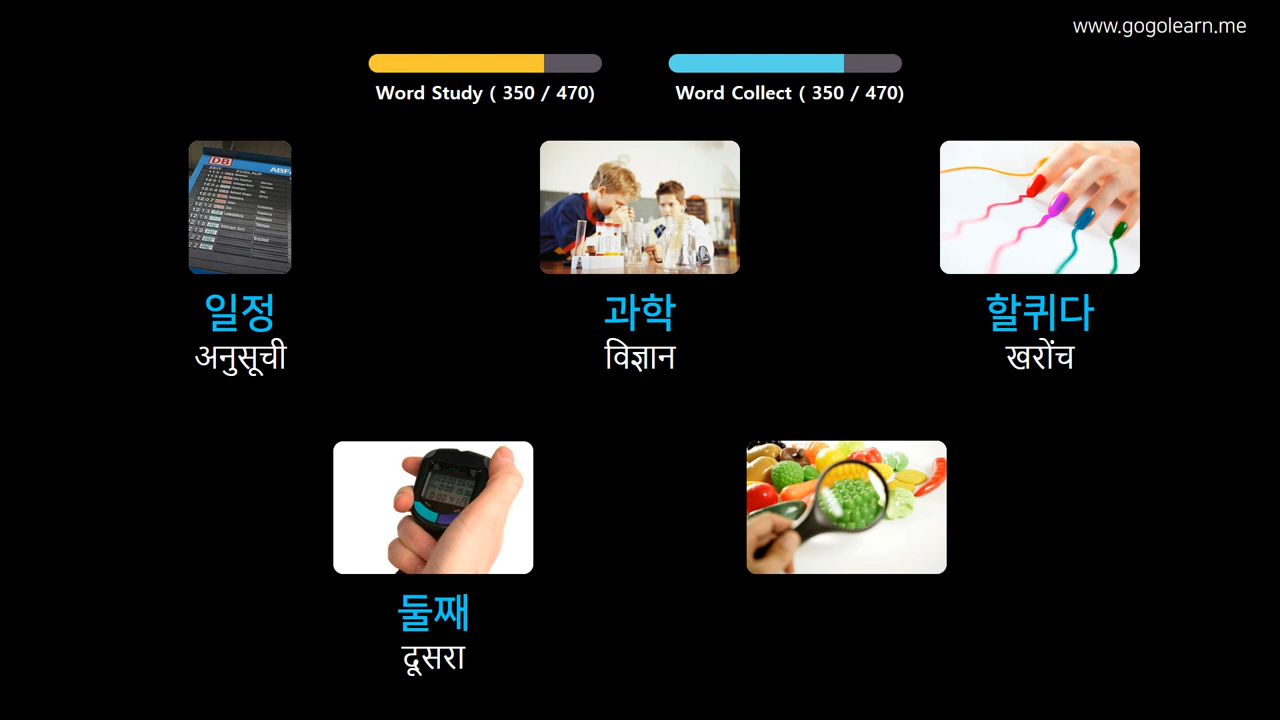 www.gogolearn.me
Word Study ( 350 / 470)
Word Collect ( 350 / 470)
DB
일정
अनुसूची
과학
विज्ञान
할퀴다
खरोंच
둘째
दूसरा